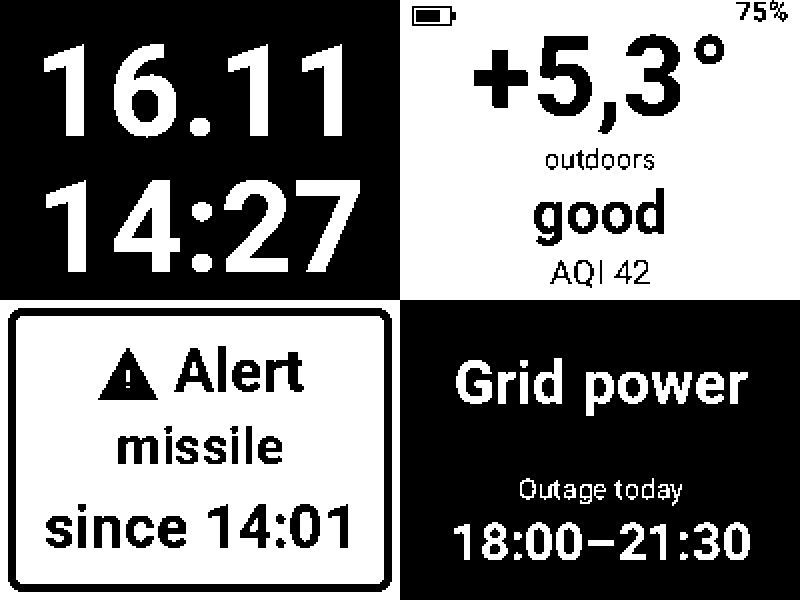 16.11
14:27
75%
+5,3°
outdoors
good
AQI 42
Alert
missile
since 14:01
Grid power
Outage today
18:00–21:30